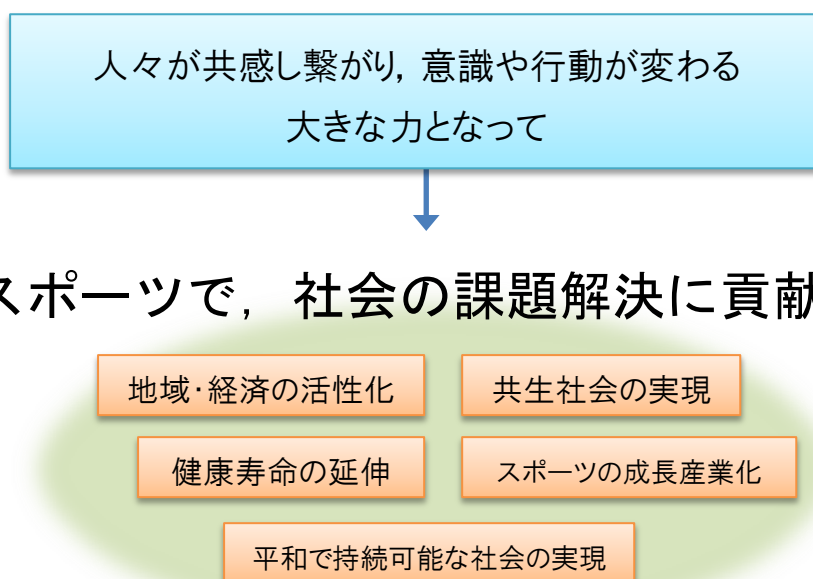 人々が共感し繋がり，意識や行動が変わる
大きな力となって
スポーツで，社会の課題解決に貢献
地域・経済の活性化
共生社会の実現
健康寿命の延伸
スポーツの成長産業化
平和で持続可能な社会の実現